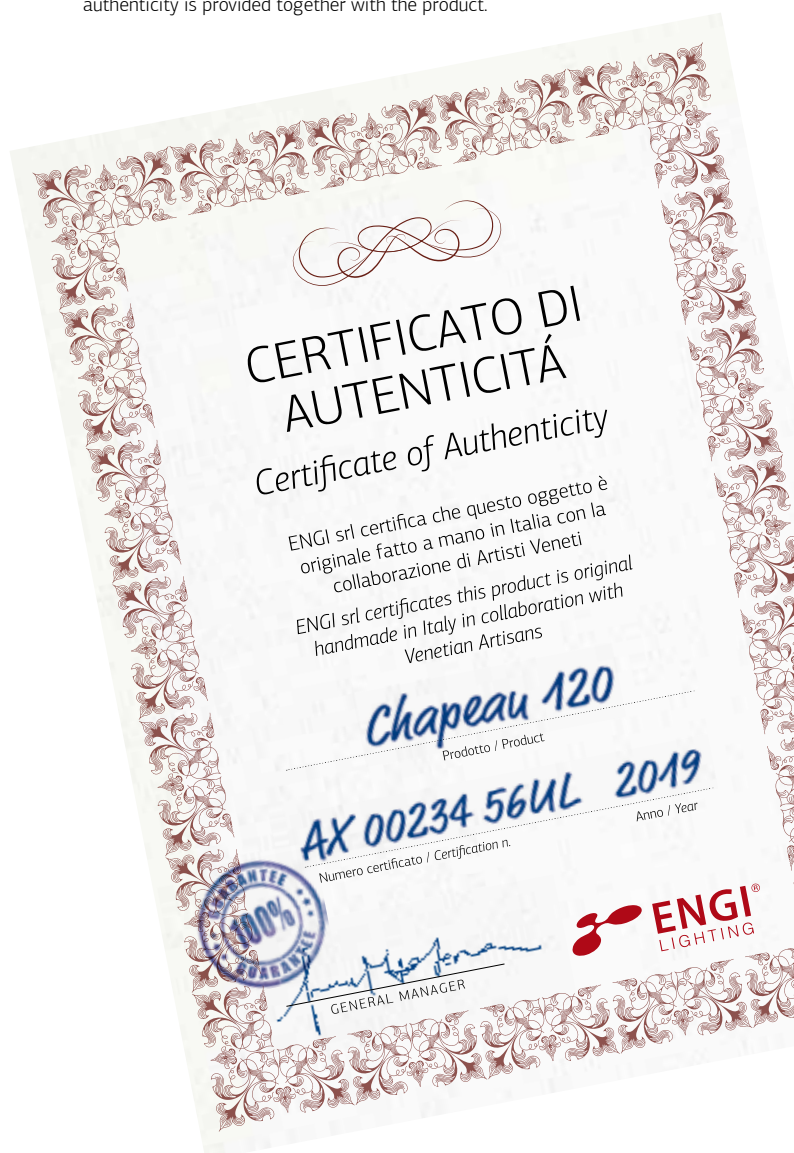 authenticity is provided together with the product.
CERTIFICATO DI
AUTENTICITÁ
Certificate of Authenticity
ENGI srl certifica che questo oggetto è
originale fatto a mano in Italia con la
collaborazione di Artisti Veneti
ENGI srl certificates this product is original
handmade in Italy in collaboration with
Venetian Artisans
Chapeau 120
Prodotto / Product
AX 00234 56UL 2019
Numero certificato / Certification n. Anno / Year
GUARANTEE
100%
GUARANTEE
ENGI®
LIGHTING
GENERAL MANAGER